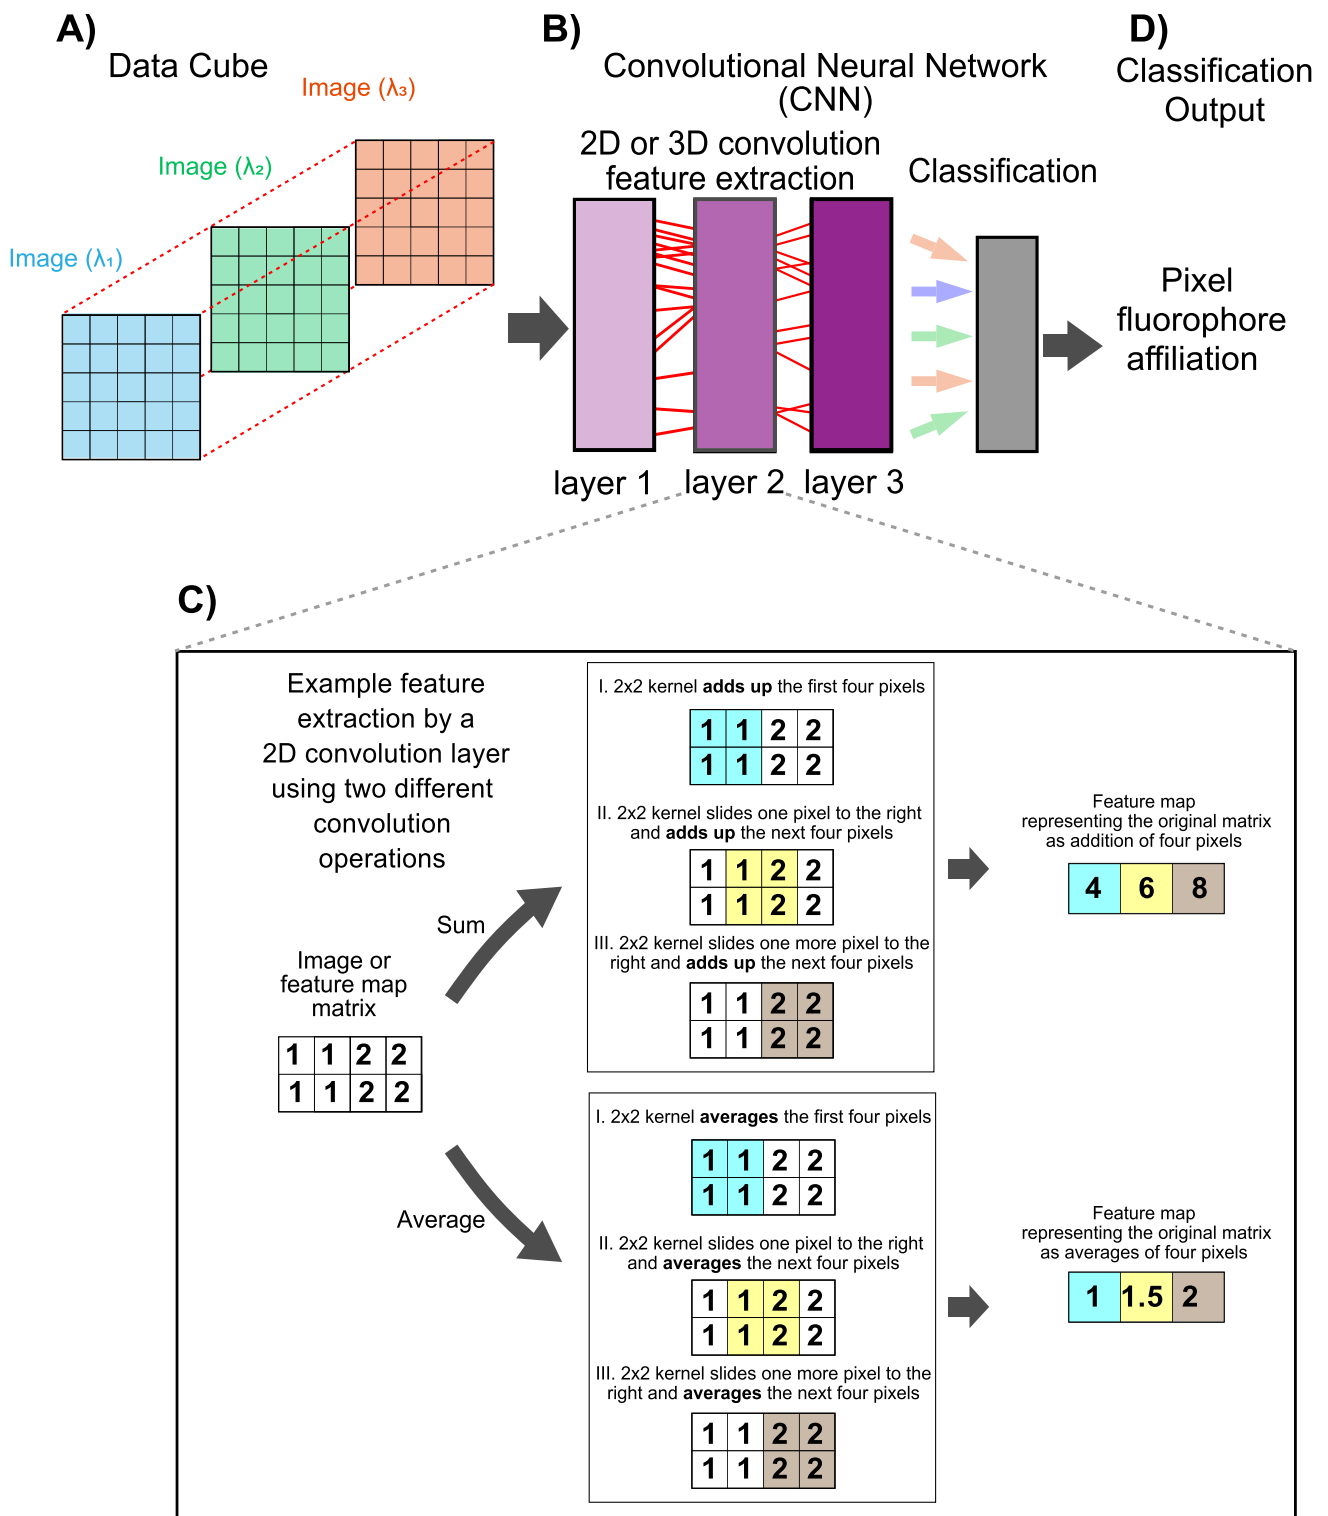 A)
Data Cube
Image (λ₃)
Image (λ₂)
Image (λ₁)
B)
Convolutional Neural Network
(CNN)
2D or 3D convolution
feature extraction
Classification
layer 1
layer 2
layer 3
D)
Classification
Output
Pixel
fluorophore
affiliation
C)
Example feature
extraction by a
2D convolution layer
using two different
convolution
operations
Image or
feature map
matrix
1 1 2 2
1 1 2 2
Sum
I. 2x2 kernel adds up the first four pixels
1 1 2 2
1 1 2 2
II. 2x2 kernel slides one pixel to the right
and adds up the next four pixels
1 1 2 2
1 1 2 2
III. 2x2 kernel slides one more pixel to the
right and adds up the next four pixels
1 1 2 2
1 1 2 2
Feature map
representing the original matrix
as addition of four pixels
4 6 8
Average
I. 2x2 kernel averages the first four pixels
1 1 2 2
1 1 2 2
II. 2x2 kernel slides one pixel to the right
and averages the next four pixels
1 1 2 2
1 1 2 2
III. 2x2 kernel slides one more pixel to the
right and averages the next four pixels
1 1 2 2
1 1 2 2
Feature map
representing the original matrix
as averages of four pixels
1 1.5 2